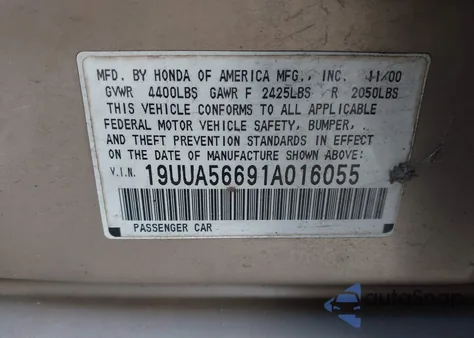 MFD. BY HONDA OF AMERICA MFG., INC. 11/00
GVWR 4400LBS GAWR F 2425LBS R 2050LBS
THIS VEHICLE CONFORMS TO ALL APPLICABLE
FEDERAL MOTOR VEHICLE SAFETY, BUMPER,
AND THEFT PREVENTION STANDARDS IN EFFECT
ON THE DATE OF MANUFACTURE SHOWN ABOVE.
V.I.N. 19UUA56691A016055
PASSENGER CAR
autoSnap